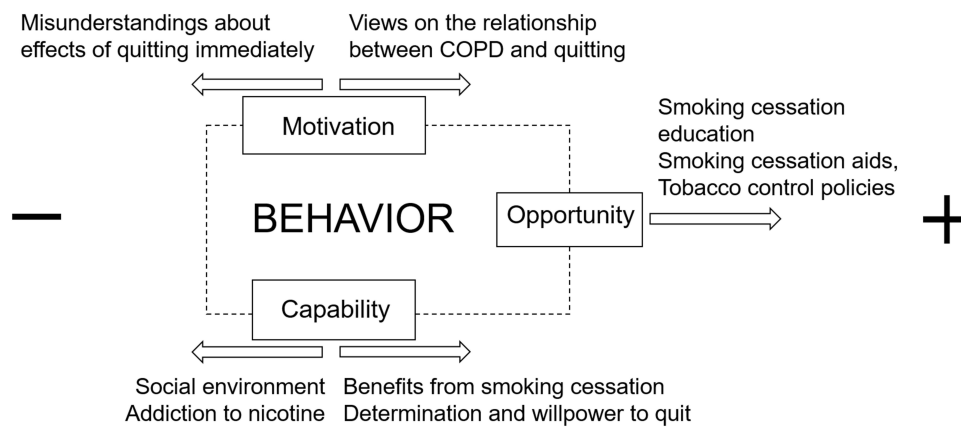 Misunderstandings about
effects of quitting immediately
Views on the relationship
between COPD and quitting
Motivation
Smoking cessation
education
Smoking cessation aids,
Tobacco control policies
−
BEHAVIOR
Opportunity
+
Capability
Social environment
Addiction to nicotine
Benefits from smoking cessation
Determination and willpower to quit